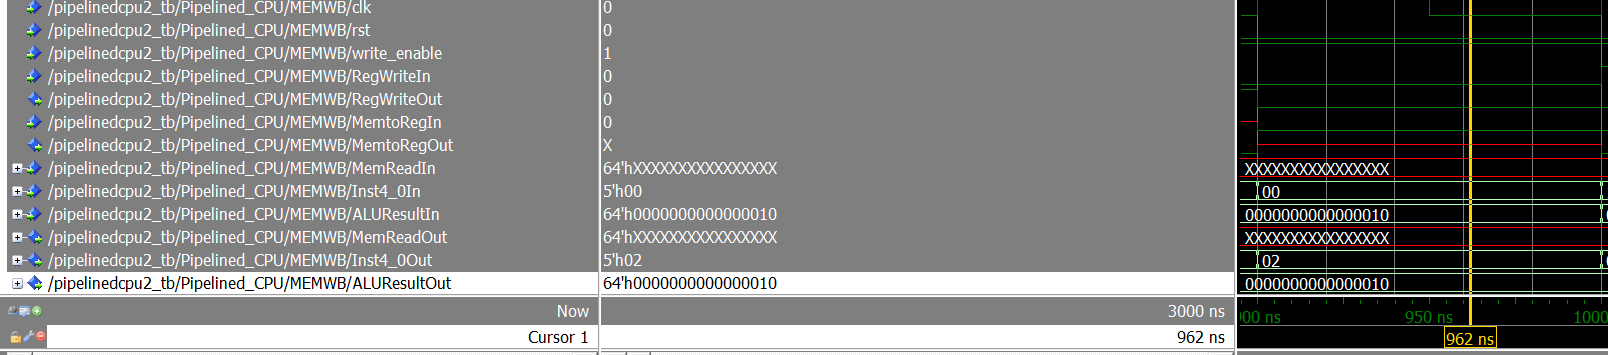 /pipelinedcpu2_tb/Pipelined_CPU/MEMWB/clk 0
/pipelinedcpu2_tb/Pipelined_CPU/MEMWB/rst 0
/pipelinedcpu2_tb/Pipelined_CPU/MEMWB/write_enable 1
/pipelinedcpu2_tb/Pipelined_CPU/MEMWB/RegWriteIn 0
/pipelinedcpu2_tb/Pipelined_CPU/MEMWB/RegWriteOut 0
/pipelinedcpu2_tb/Pipelined_CPU/MEMWB/MemtoRegIn 0
/pipelinedcpu2_tb/Pipelined_CPU/MEMWB/MemtoRegOut X
/pipelinedcpu2_tb/Pipelined_CPU/MEMWB/MemReadIn 64'hXXXXXXXXXXXXXXXX XXXXXXXXXXXXXXXX
/pipelinedcpu2_tb/Pipelined_CPU/MEMWB/Inst4_0In 5'h00 00
/pipelinedcpu2_tb/Pipelined_CPU/MEMWB/ALUResultIn 64'h0000000000000010 0000000000000010
/pipelinedcpu2_tb/Pipelined_CPU/MEMWB/MemReadOut 64'hXXXXXXXXXXXXXXXX XXXXXXXXXXXXXXXX
/pipelinedcpu2_tb/Pipelined_CPU/MEMWB/Inst4_0Out 5'h02 02
/pipelinedcpu2_tb/Pipelined_CPU/MEMWB/ALUResultOut 64'h0000000000000010 0000000000000010
Now 3000 ns 00 ns 950 ns 1000
Cursor 1 962 ns 962 ns